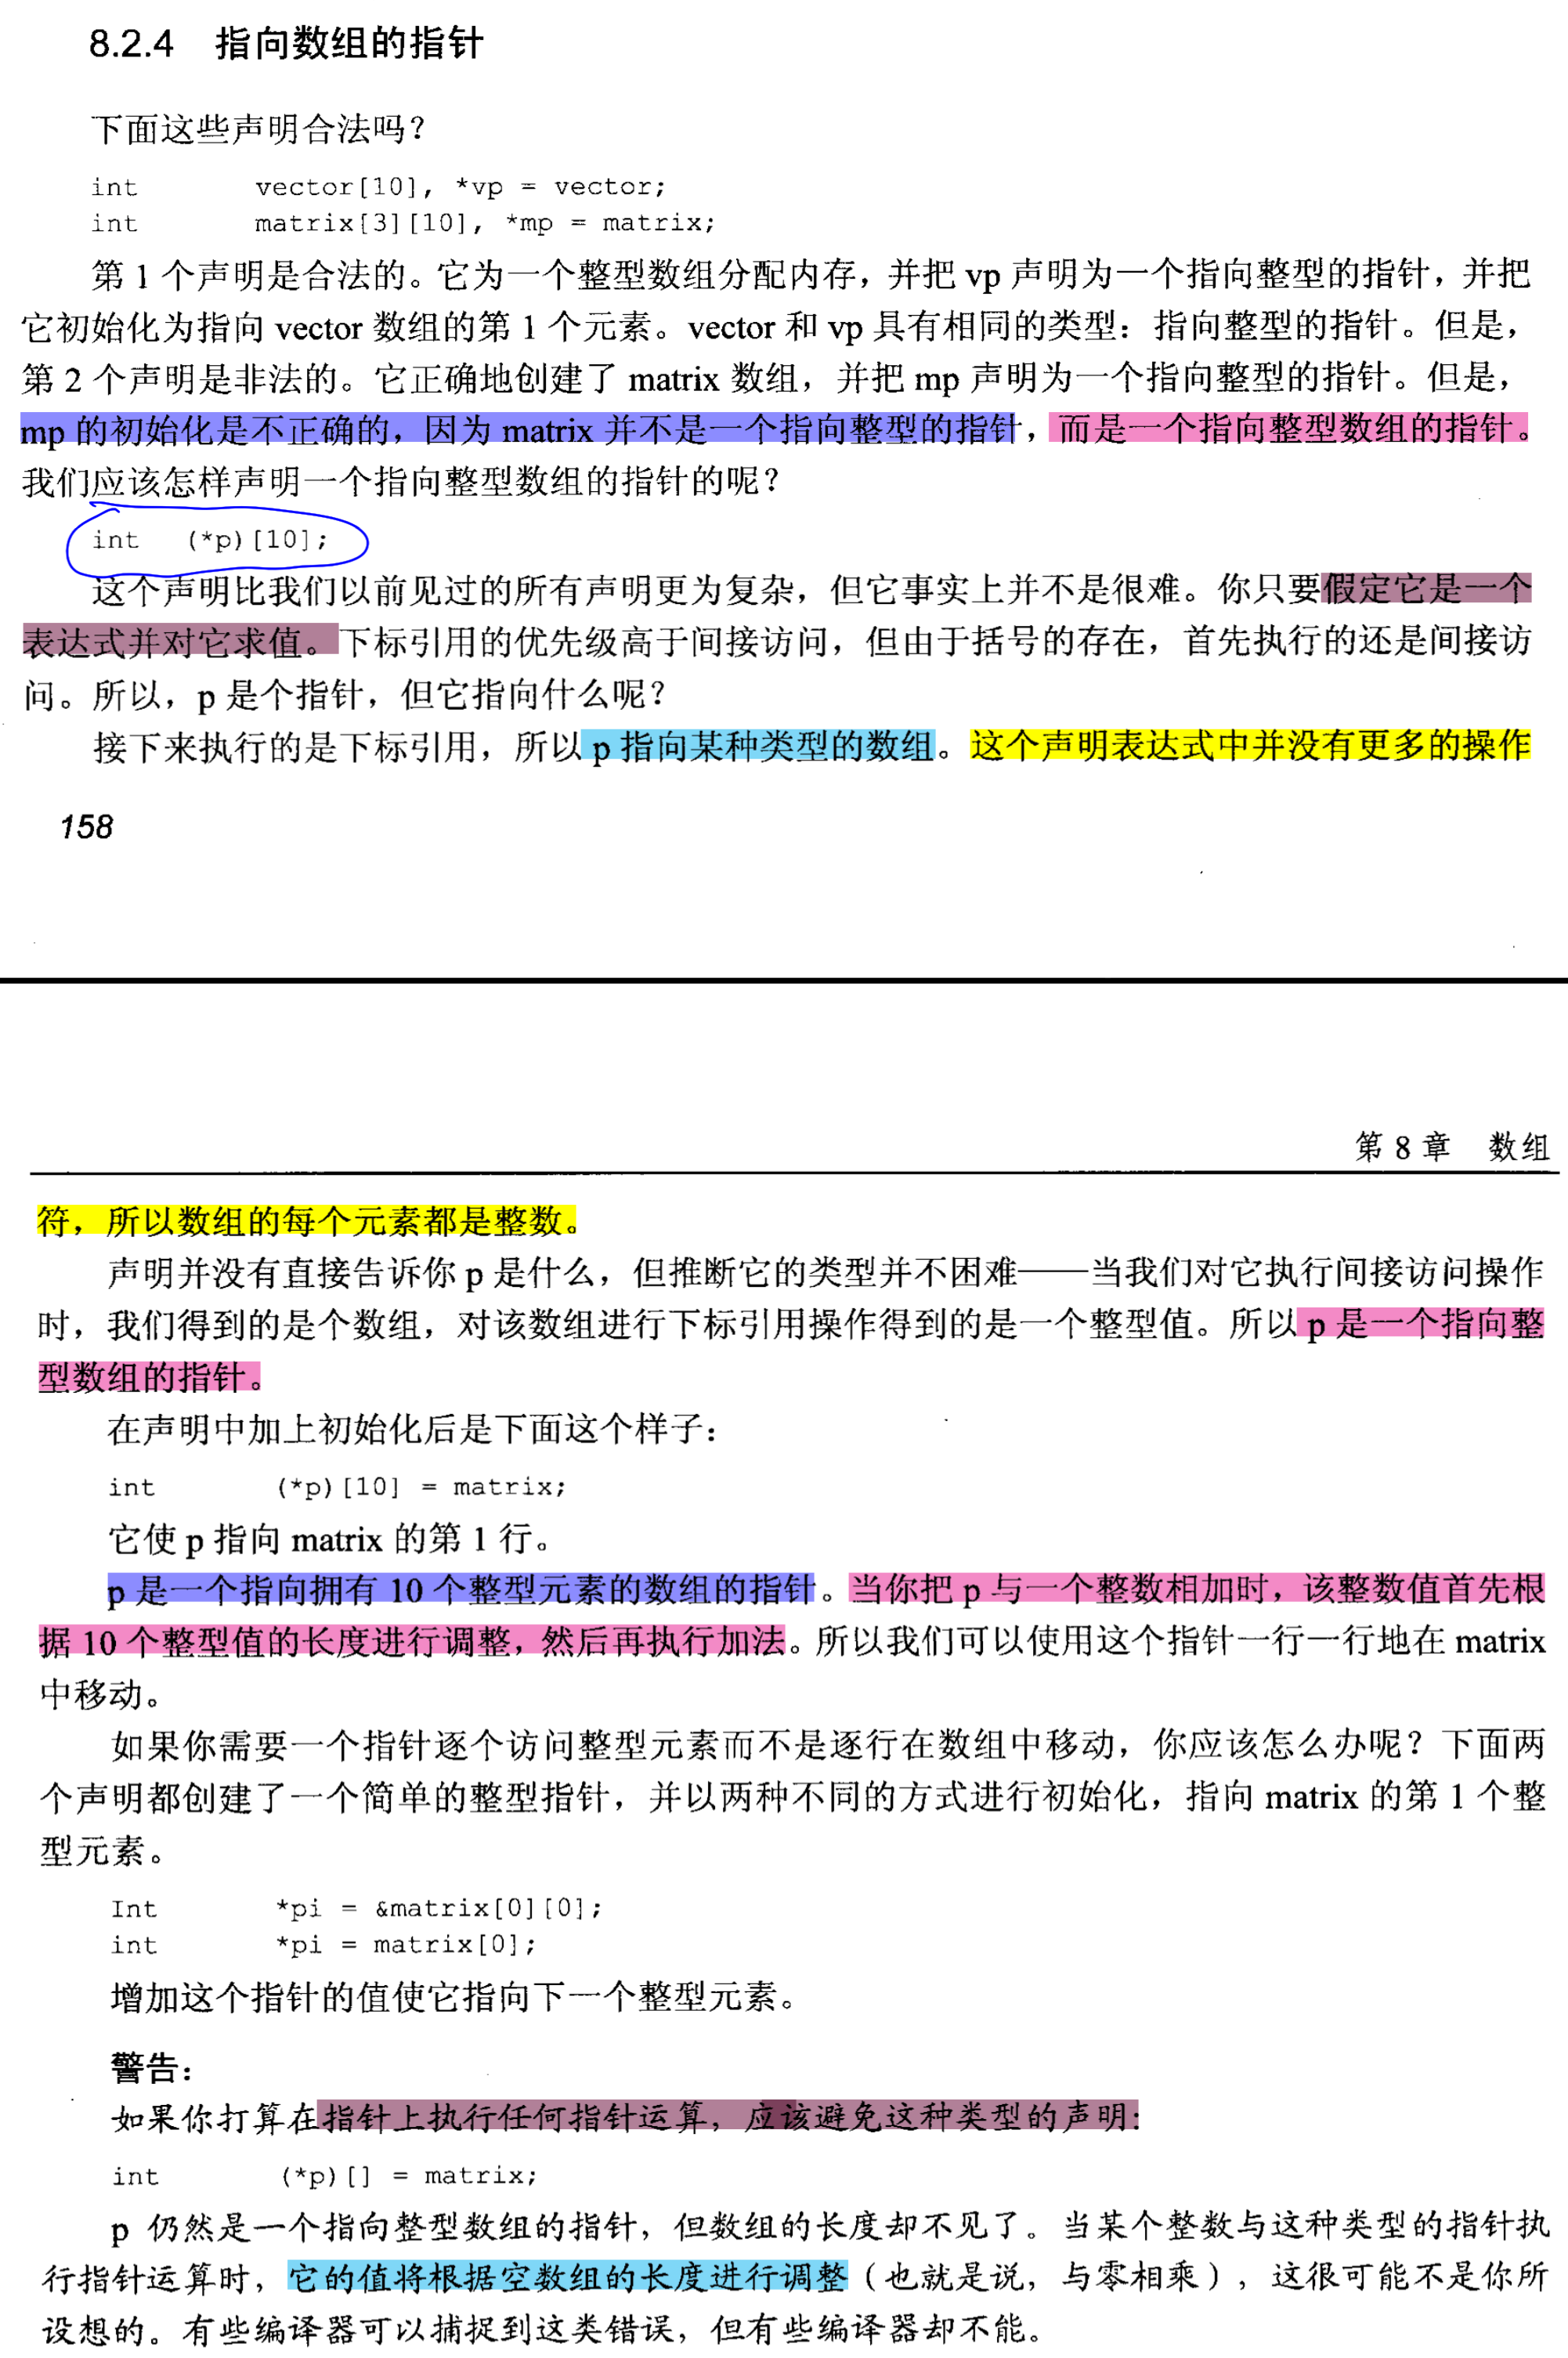 8.2.4 指向数组的指针
下面这些声明合法吗？
int vector[10], *vp = vector;
int matrix[3][10], *mp = matrix;
第 1 个声明是合法的。它为一个整型数组分配内存，并把 vp 声明为一个指向整型的指针，并把
它初始化为指向 vector 数组的第 1 个元素。vector 和 vp 具有相同的类型：指向整型的指针。但是，
第 2 个声明是非法的。它正确地创建了 matrix 数组，并把 mp 声明为一个指向整型的指针。但是，
mp 的初始化是不正确的，因为 matrix 并不是一个指向整型的指针，而是一个指向整型数组的指针。
我们应该怎样声明一个指向整型数组的指针的呢？
int (*p)[10];
这个声明比我们以前见过的所有声明更为复杂，但它事实上并不是很难。你只要假定它是一个
表达式并对它求值。下标引用的优先级高于间接访问，但由于括号的存在，首先执行的还是间接访
问。所以，p 是个指针，但它指向什么呢？
接下来执行的是下标引用，所以 p 指向某种类型的数组。这个声明表达式中并没有更多的操作
158
第 8 章 数组
符，所以数组的每个元素都是整数。
声明并没有直接告诉你 p 是什么，但推断它的类型并不困难——当我们对它执行间接访问操作
时，我们得到的是个数组，对该数组进行下标引用操作得到的是一个整型值。所以 p 是一个指向整
型数组的指针。
在声明中加上初始化后是下面这个样子：
int (*p)[10] = matrix;
它使 p 指向 matrix 的第 1 行。
p 是一个指向拥有 10 个整型元素的数组的指针。当你把 p 与一个整数相加时，该整数值首先根
据 10 个整型值的长度进行调整，然后再执行加法。所以我们可以使用这个指针一行一行地在 matrix
中移动。
如果你需要一个指针逐个访问整型元素而不是逐行在数组中移动，你应该怎么办呢？下面两
个声明都创建了一个简单的整型指针，并以两种不同的方式进行初始化，指向 matrix 的第 1 个整
型元素。
Int *pi = &matrix[0][0];
int *pi = matrix[0];
增加这个指针的值使它指向下一个整型元素。
警告：
如果你打算在指针上执行任何指针运算，应该避免这种类型的声明：
int (*p)[] = matrix;
p 仍然是一个指向整型数组的指针，但数组的长度却不见了。当某个整数与这种类型的指针执
行指针运算时，它的值将根据空数组的长度进行调整（也就是说，与零相乘），这很可能不是你所
设想的。有些编译器可以捕捉到这类错误，但有些编译器却不能。